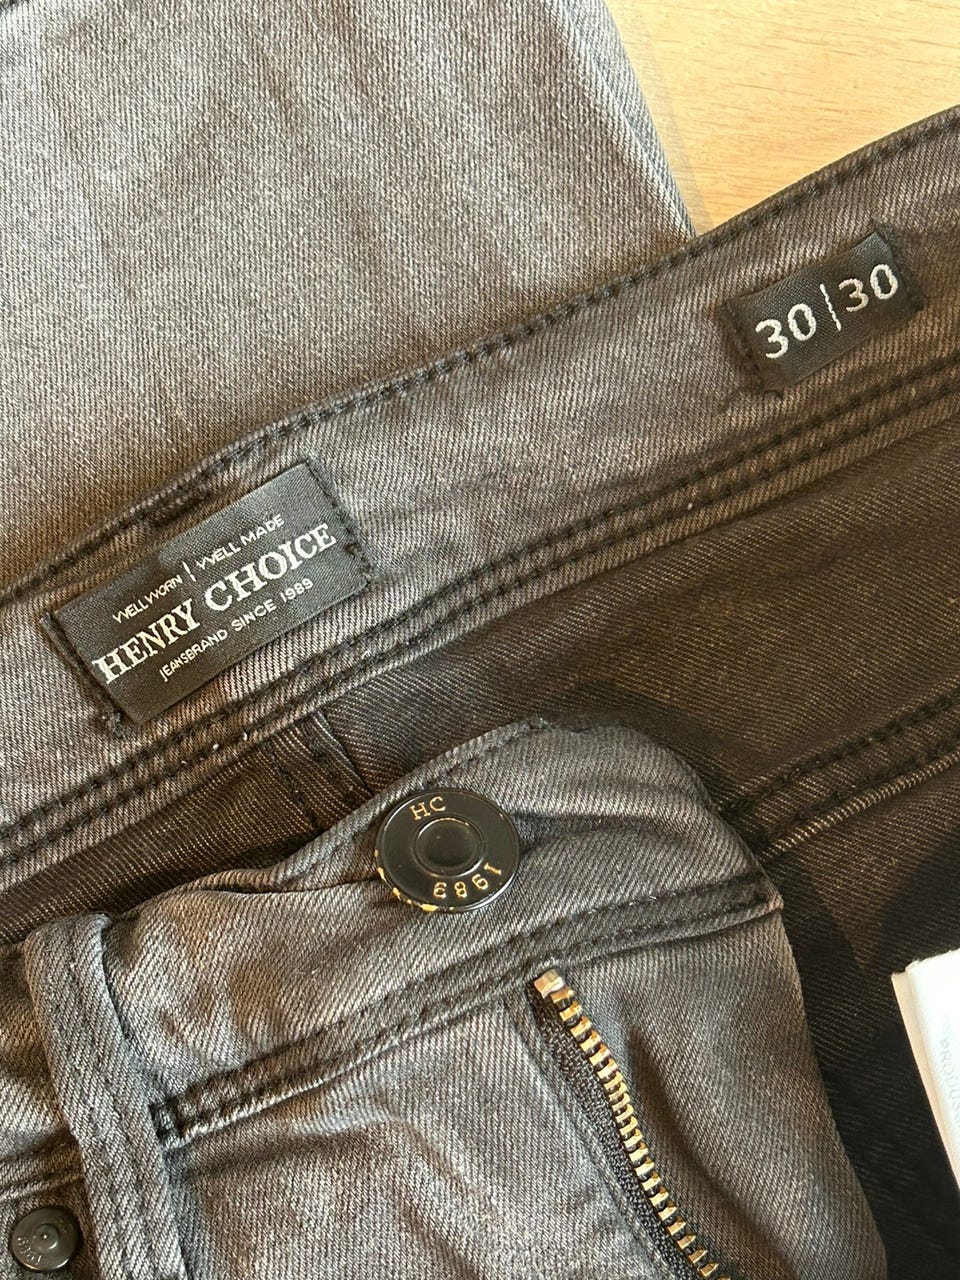 30|30
WELL WORN | WELL MADE
HENRY CHOICE
JEANSBRAND SINCE 1989
HC
1989